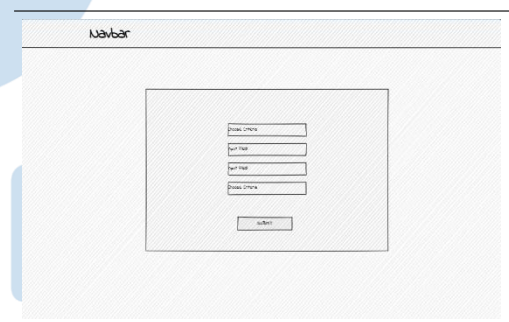 Navbar
Choose Criteria
Input Field
Input Field
Choose Criteria
SUBMIT